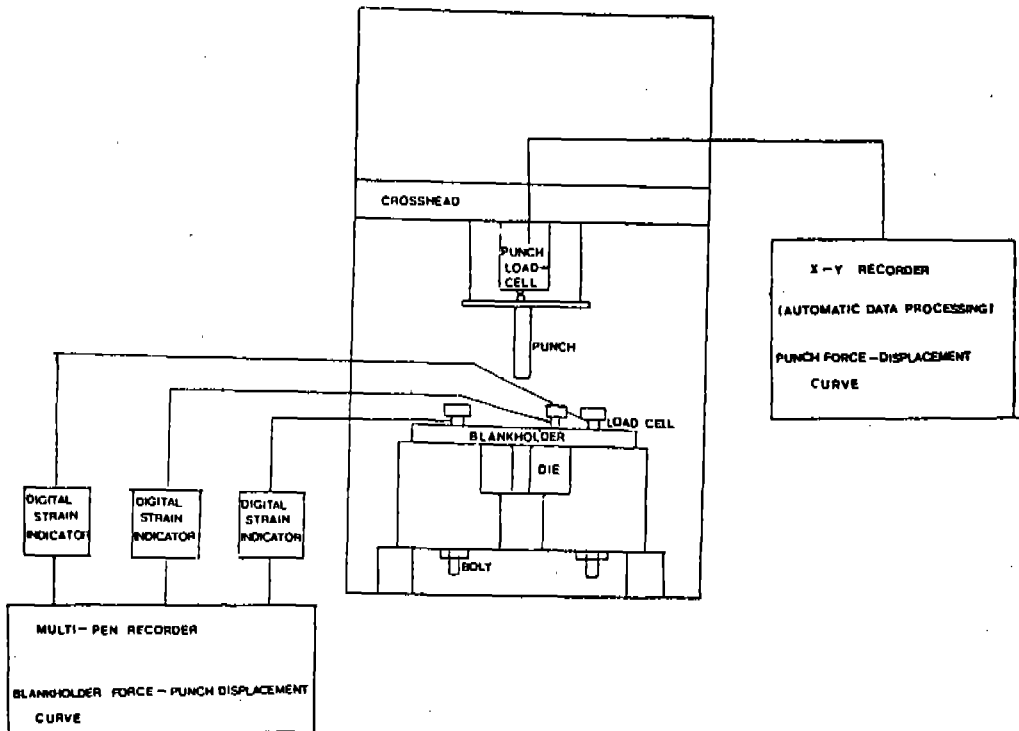 CROSSHEAD
PUNCH
LOAD-
CELL
PUNCH
X-Y RECORDER
(AUTOMATIC DATA PROCESSING)
PUNCH FORCE-DISPLACEMENT
CURVE
LOAD CELL
BLANKHOLDER
DIE
BOLT
DIGITAL
STRAIN
INDICATOR
DIGITAL
STRAIN
INDICATOR
DIGITAL
STRAIN
INDICATOR
MULTI-PEN RECORDER
BLANKHOLDER FORCE-PUNCH DISPLACEMENT
CURVE